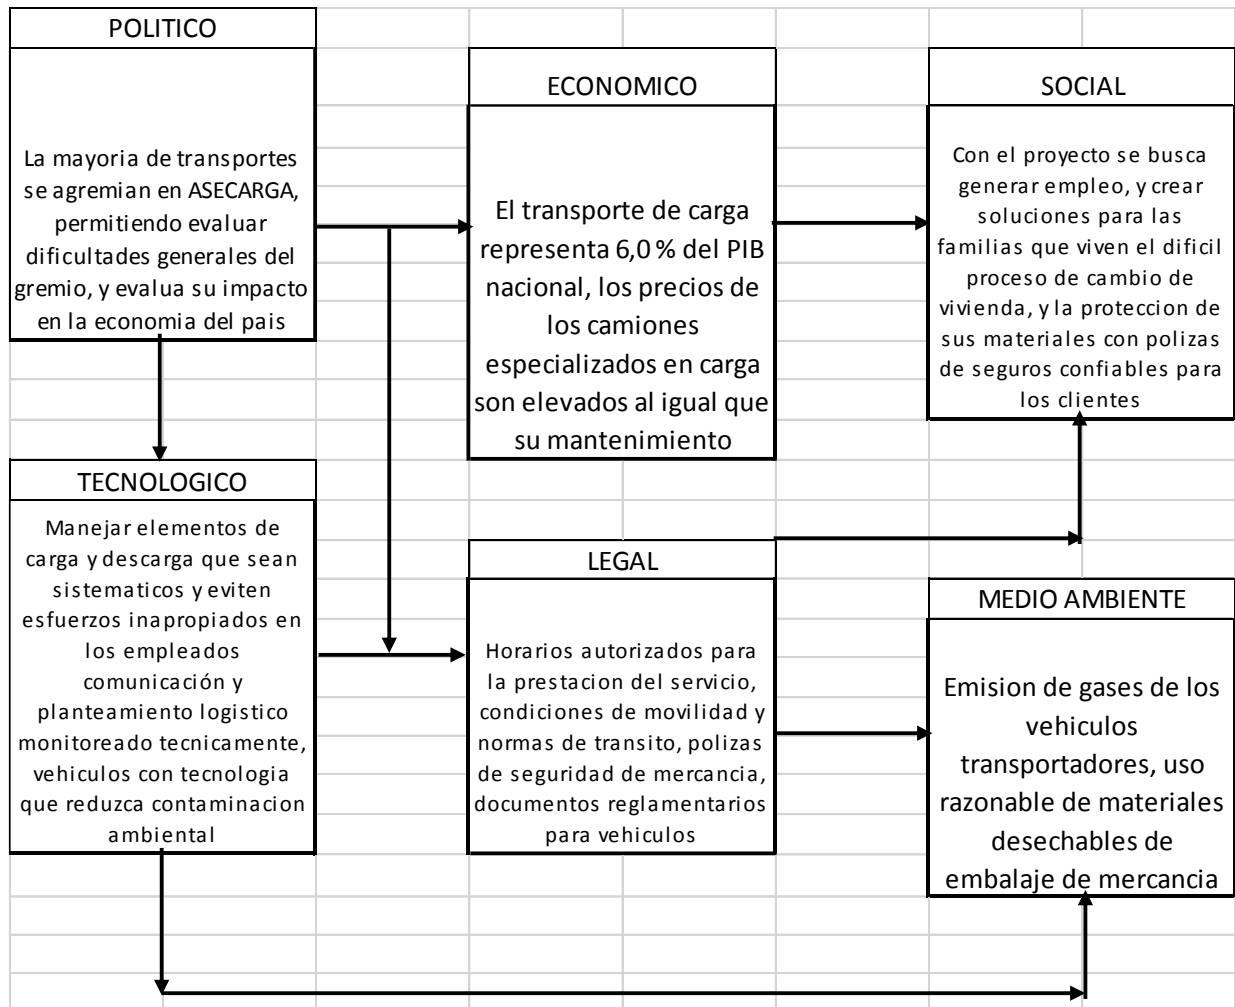 POLITICO
La mayoria de transportes
se agremian en ASECARGA,
permitiendo evaluar
dificultades generales del
gremio, y evalua su impacto
en la economia del pais
ECONOMICO
El transporte de carga
representa 6,0 % del PIB
nacional, los precios de
los camiones
especializados en carga
son elevados al igual que
su mantenimiento
SOCIAL
Con el proyecto se busca
generar empleo, y crear
soluciones para las
familias que viven el dificil
proceso de cambio de
vivienda, y la proteccion de
sus materiales con polizas
de seguros confiables para
los clientes
TECNOLOGICO
Manejar elementos de
carga y descarga que sean
sistematicos y eviten
esfuerzos inapropiados en
los empleados
comunicación y
planteamiento logistico
monitoreado tecnicamente,
vehiculos con tecnologia
que reduzca contaminacion
ambiental
LEGAL
Horarios autorizados para
la prestacion del servicio,
condiciones de movilidad y
normas de transito, polizas
de seguridad de mercancia,
documentos reglamentarios
para vehiculos
MEDIO AMBIENTE
Emision de gases de los
vehiculos
transportadores, uso
razonable de materiales
desechables de
embalaje de mercancia